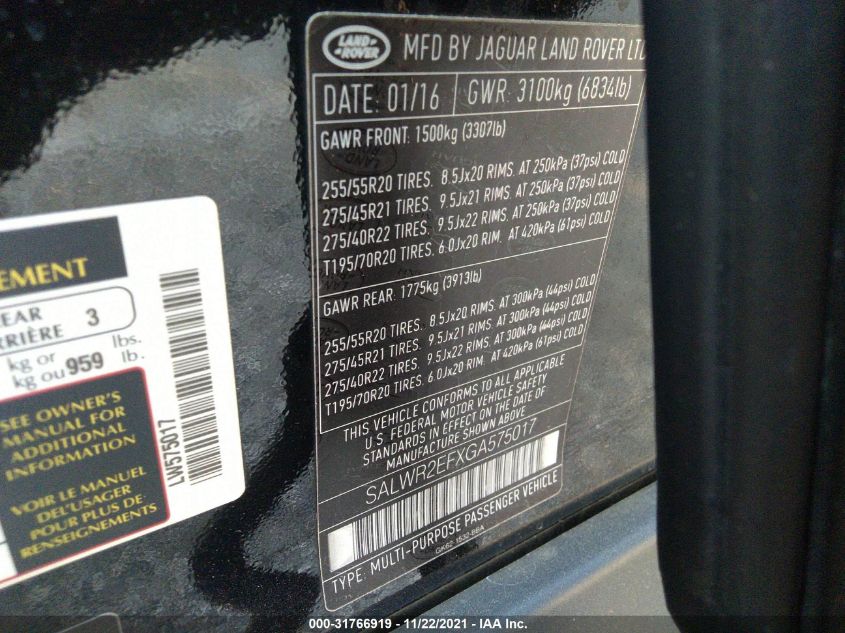 LAND
ROVER
MFD BY JAGUAR LAND ROVER LTD
DATE: 01/16 GWR: 3100kg (6834lb)
GAWR FRONT: 1500kg (3307lb)
255/55R20 TIRES. 8.5Jx20 RIMS. AT 250kPa (37psi) COLD
275/45R21 TIRES. 9.5Jx21 RIMS. AT 250kPa (37psi) COLD
275/40R22 TIRES. 9.5Jx22 RIMS. AT 250kPa (37psi) COLD
T195/70R20 TIRES. 6.0Jx20 RIM. AT 420kPa (61psi) COLD
GAWR REAR: 1775kg (3913lb)
255/55R20 TIRES. 8.5Jx20 RIMS. AT 300kPa (44psi) COLD
275/45R21 TIRES. 9.5Jx21 RIMS. AT 300kPa (44psi) COLD
275/40R22 TIRES. 9.5Jx22 RIMS. AT 300kPa (44psi) COLD
T195/70R20 TIRES. 6.0Jx20 RIM. AT 420kPa (61psi) COLD
THIS VEHICLE CONFORMS TO ALL APPLICABLE
U.S. FEDERAL MOTOR VEHICLE SAFETY
STANDARDS IN EFFECT ON THE DATE OF
MANUFACTURE SHOWN ABOVE
SALWR2EFXGA575017
TYPE: MULTI-PURPOSE PASSENGER VEHICLE
GK62-1532-BBA
EMENT
EAR
RRIÈRE 3
kg or lbs.
kg ou 959 lb.
SEE OWNER'S
MANUAL FOR
ADDITIONAL
INFORMATION
VOIR LE MANUEL
DEL'USAGER
POUR PLUS DE
RENSEIGNEMENTS
LW575017
000-31766919 - 11/22/2021 - IAA Inc.